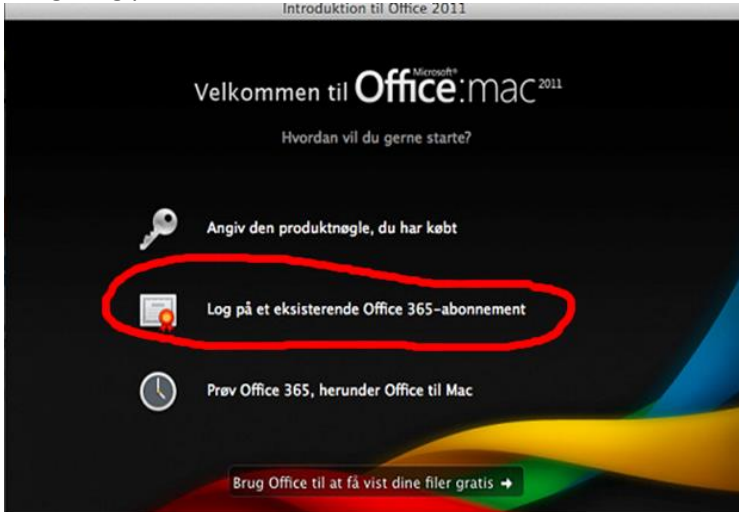 Introduktion til Office 2011
Velkommen til Microsoft® Office:mac 2011
Hvordan vil du gerne starte?
Angiv den produktnøgle, du har købt
Log på et eksisterende Office 365-abonnement
Prøv Office 365, herunder Office til Mac
Brug Office til at få vist dine filer gratis →